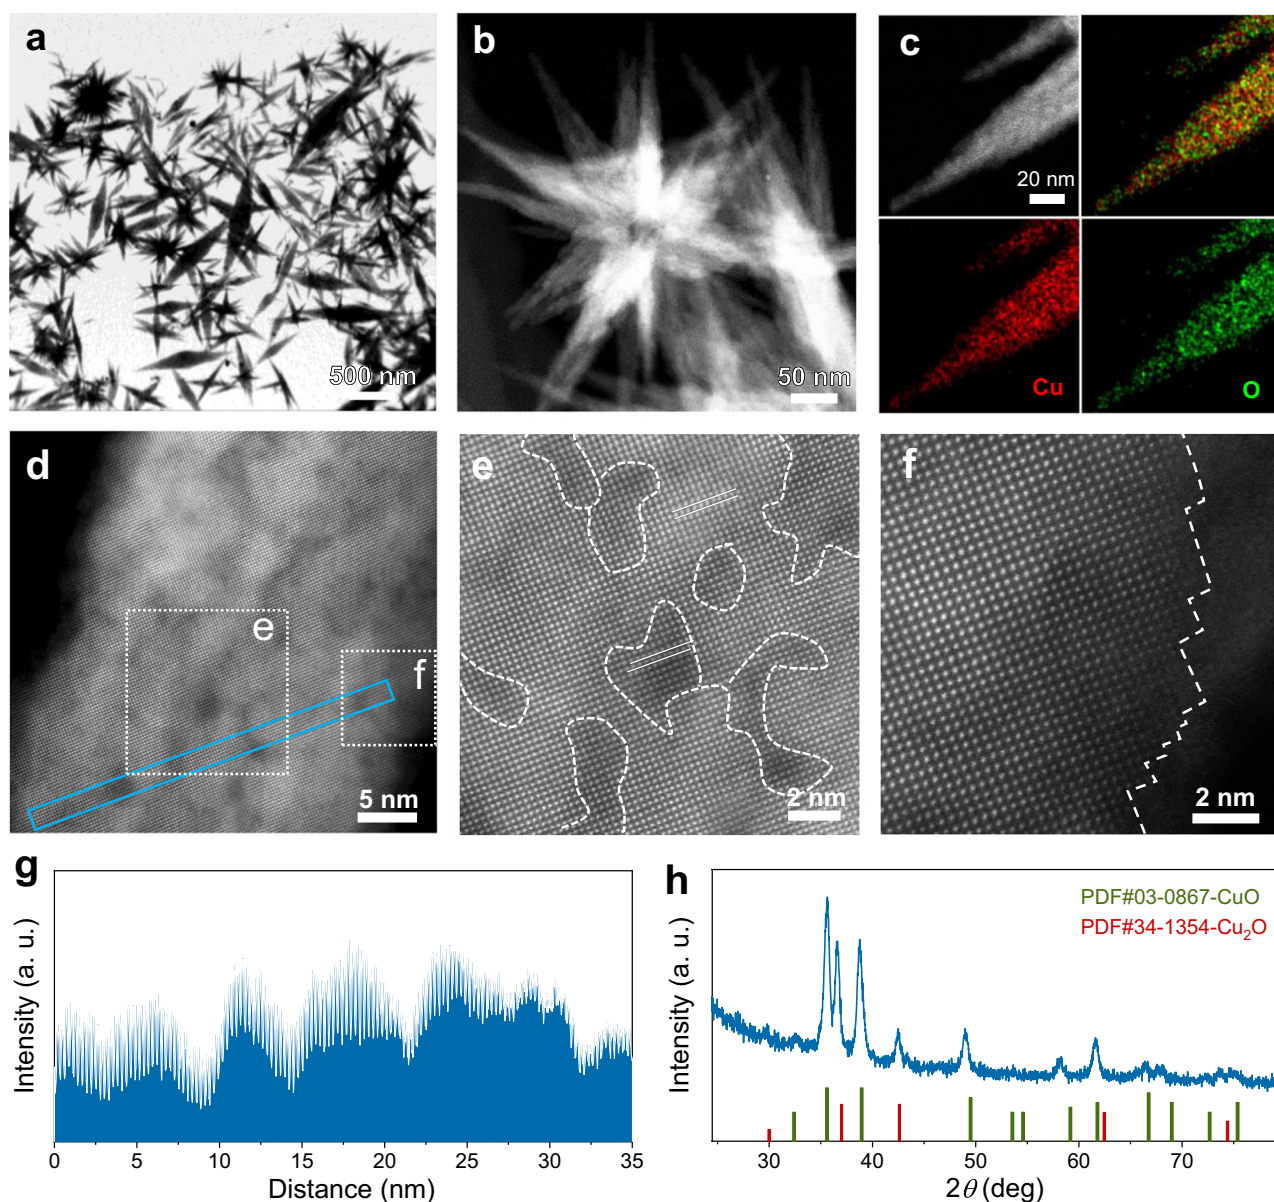 a
500 nm
b
50 nm
c
20 nm
Cu
O
d
e
f
5 nm
e
2 nm
f
2 nm
g
Intensity (a. u.)
0 5 10 15 20 25 30 35
Distance (nm)
h
PDF#03-0867-CuO
PDF#34-1354-Cu₂O
Intensity (a. u.)
30 40 50 60 70
2θ (deg)